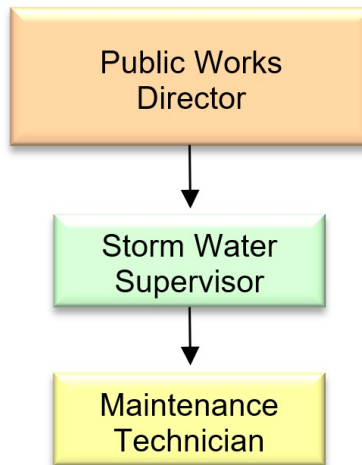 Public Works
Director
Storm Water
Supervisor
Maintenance
Technician